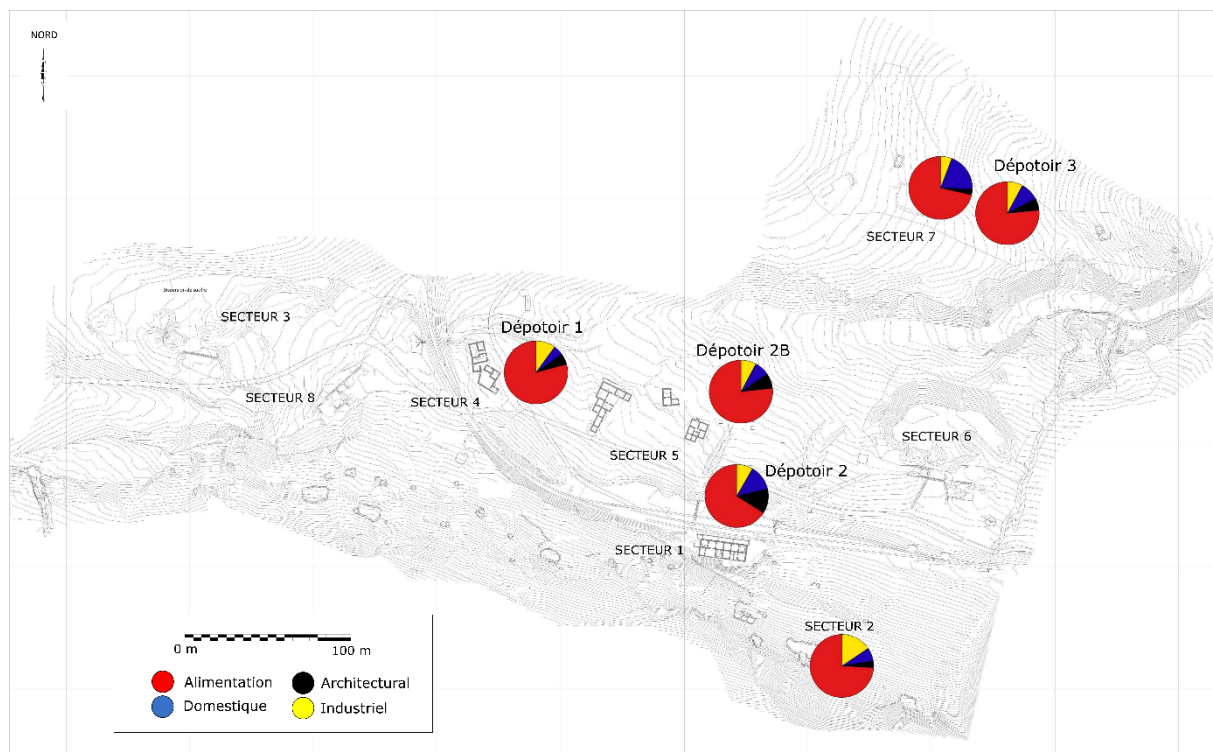 NORD
Dépotoir 3
SECTEUR 7
SECTEUR 3
Dépotoir 1
Dépotoir 2B
SECTEUR 8
SECTEUR 4
SECTEUR 6
SECTEUR 5
Dépotoir 2
SECTEUR 1
SECTEUR 2
0 m 100 m
Alimentation Architectural
Domestique Industriel